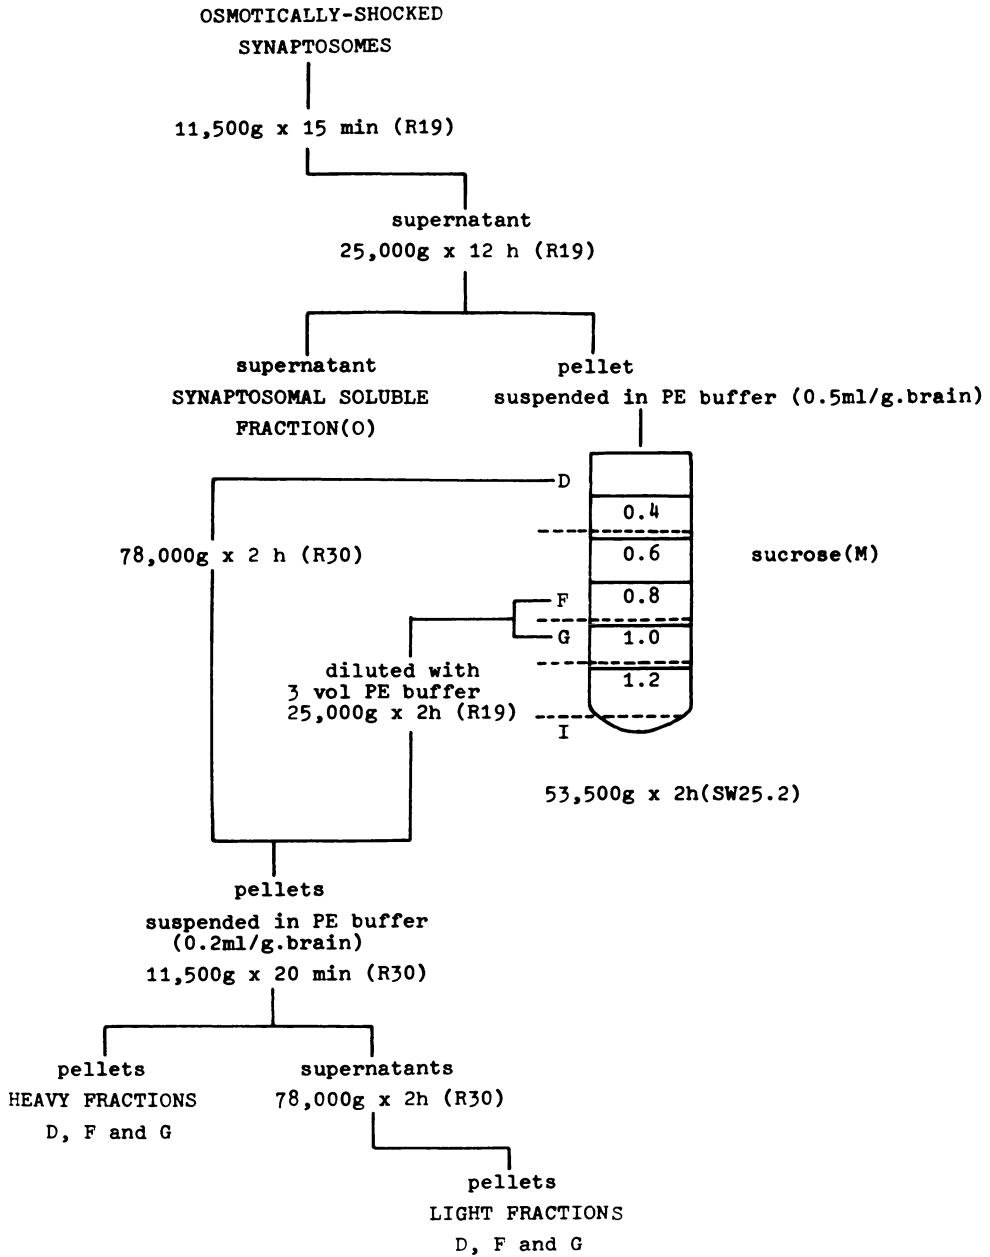 OSMOTICALLY-SHOCKED
SYNAPTOSOMES
11,500g x 15 min (R19)
supernatant
25,000g x 12 h (R19)
supernatant
SYNAPTOSOMAL SOLUBLE
FRACTION(O)
pellet
suspended in PE buffer (0.5ml/g.brain)
D
0.4
78,000g x 2 h (R30)
0.6
sucrose(M)
F
0.8
G
1.0
diluted with
3 vol PE buffer
25,000g x 2h (R19)
1.2
I
53,500g x 2h(SW25.2)
pellets
suspended in PE buffer
(0.2ml/g.brain)
11,500g x 20 min (R30)
pellets
HEAVY FRACTIONS
D, F and G
supernatants
78,000g x 2h (R30)
pellets
LIGHT FRACTIONS
D, F and G